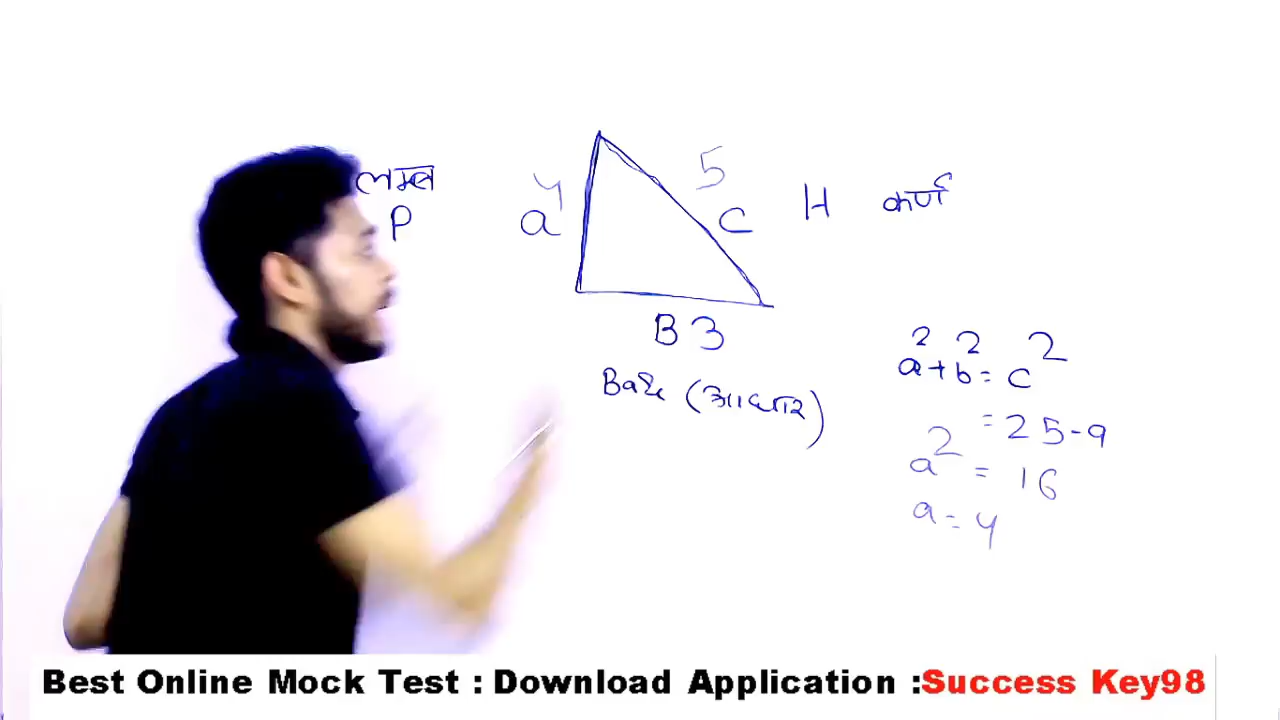 लम्ब
P
a 4
5
C
H कर्ण
B 3
Base (आधार)
a² + b² = c²
= 25-9
a² = 16
a = 4
Best Online Mock Test : Download Application :Success Key98